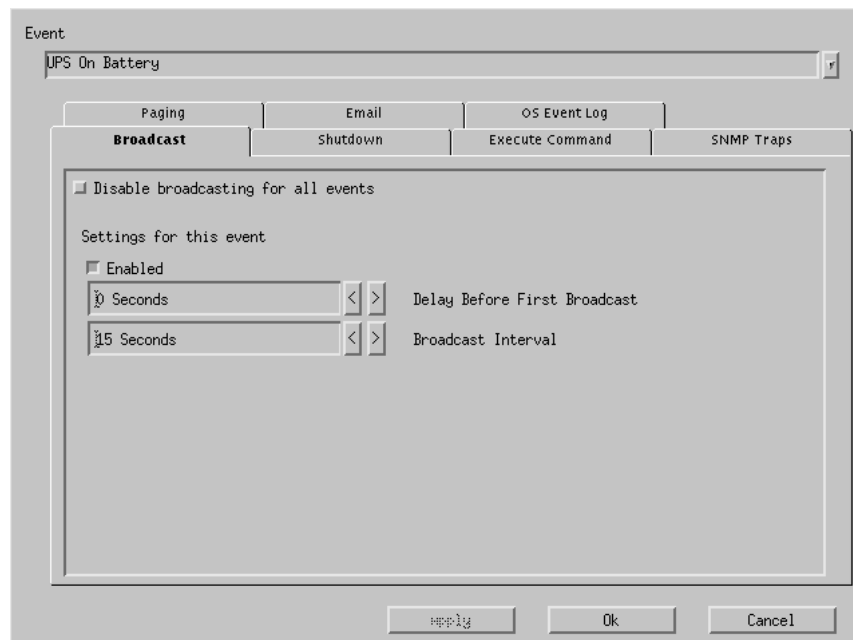 Event
UPS On Battery
Paging Email OS Event Log
Broadcast Shutdown Execute Command SNMP Traps
Disable broadcasting for all events
Settings for this event
Enabled
0 Seconds < > Delay Before First Broadcast
15 Seconds < > Broadcast Interval
Apply Ok Cancel